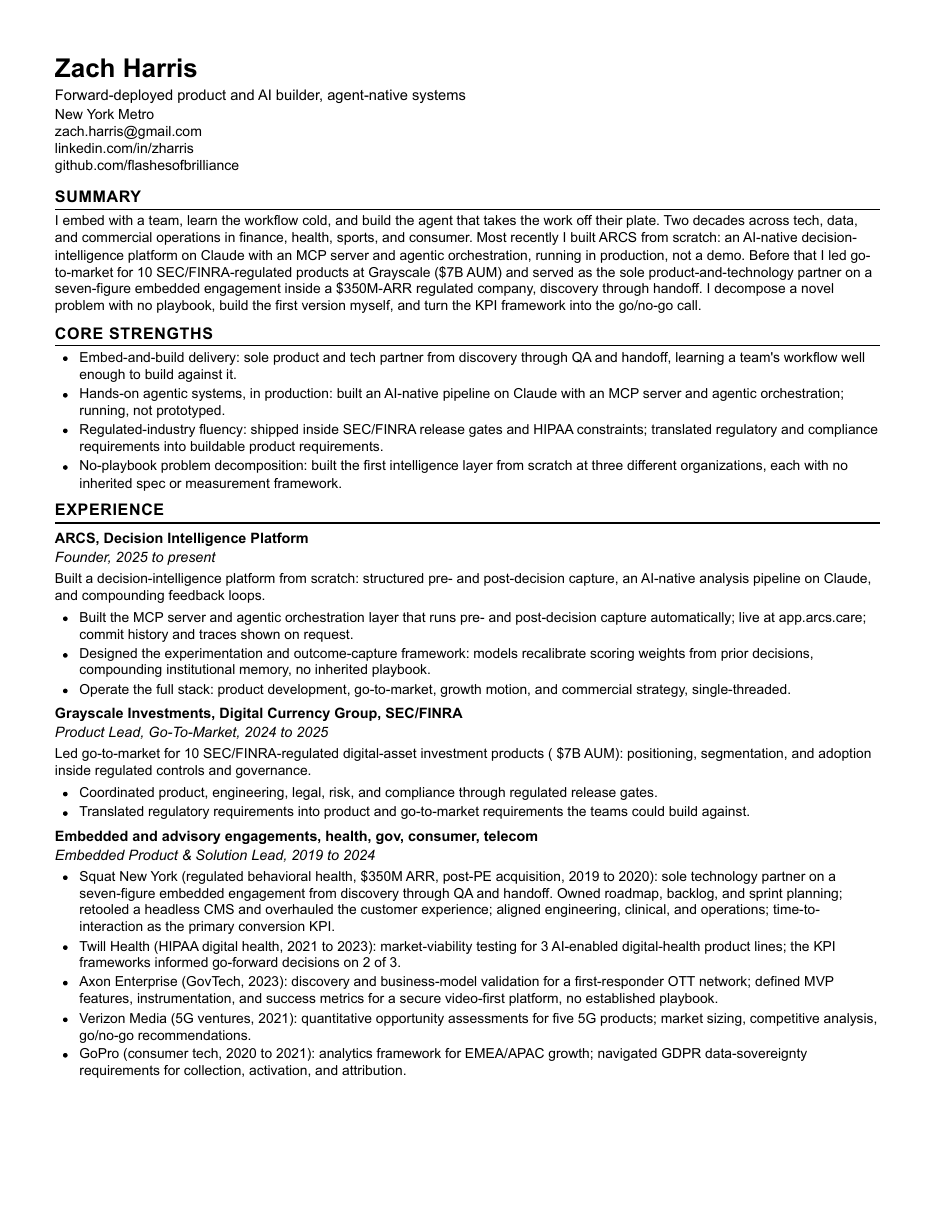 Zach Harris
Forward-deployed product and AI builder, agent-native systems
New York Metro
zach.harris@gmail.com
linkedin.com/in/zharris
github.com/flashesofbrilliance
SUMMARY
I embed with a team, learn the workflow cold, and build the agent that takes the work off their plate. Two decades across tech, data,
and commercial operations in finance, health, sports, and consumer. Most recently I built ARCS from scratch: an AI-native decision-
intelligence platform on Claude with an MCP server and agentic orchestration, running in production, not a demo. Before that I led go-
to-market for 10 SEC/FINRA-regulated products at Grayscale ($7B AUM) and served as the sole product-and-technology partner on a
seven-figure embedded engagement inside a $350M-ARR regulated company, discovery through handoff. I decompose a novel
problem with no playbook, build the first version myself, and turn the KPI framework into the go/no-go call.
CORE STRENGTHS
• Embed-and-build delivery: sole product and tech partner from discovery through QA and handoff, learning a team's workflow well
enough to build against it.
• Hands-on agentic systems, in production: built an AI-native pipeline on Claude with an MCP server and agentic orchestration;
running, not prototyped.
• Regulated-industry fluency: shipped inside SEC/FINRA release gates and HIPAA constraints; translated regulatory and compliance
requirements into buildable product requirements.
• No-playbook problem decomposition: built the first intelligence layer from scratch at three different organizations, each with no
inherited spec or measurement framework.
EXPERIENCE
ARCS, Decision Intelligence Platform
Founder, 2025 to present
Built a decision-intelligence platform from scratch: structured pre- and post-decision capture, an AI-native analysis pipeline on Claude,
and compounding feedback loops.
• Built the MCP server and agentic orchestration layer that runs pre- and post-decision capture automatically; live at app.arcs.care;
commit history and traces shown on request.
• Designed the experimentation and outcome-capture framework: models recalibrate scoring weights from prior decisions,
compounding institutional memory, no inherited playbook.
• Operate the full stack: product development, go-to-market, growth motion, and commercial strategy, single-threaded.
Grayscale Investments, Digital Currency Group, SEC/FINRA
Product Lead, Go-To-Market, 2024 to 2025
Led go-to-market for 10 SEC/FINRA-regulated digital-asset investment products ( $7B AUM): positioning, segmentation, and adoption
inside regulated controls and governance.
• Coordinated product, engineering, legal, risk, and compliance through regulated release gates.
• Translated regulatory requirements into product and go-to-market requirements the teams could build against.
Embedded and advisory engagements, health, gov, consumer, telecom
Embedded Product & Solution Lead, 2019 to 2024
• Squat New York (regulated behavioral health, $350M ARR, post-PE acquisition, 2019 to 2020): sole technology partner on a
seven-figure embedded engagement from discovery through QA and handoff. Owned roadmap, backlog, and sprint planning;
retooled a headless CMS and overhauled the customer experience; aligned engineering, clinical, and operations; time-to-
interaction as the primary conversion KPI.
• Twill Health (HIPAA digital health, 2021 to 2023): market-viability testing for 3 AI-enabled digital-health product lines; the KPI
frameworks informed go-forward decisions on 2 of 3.
• Axon Enterprise (GovTech, 2023): discovery and business-model validation for a first-responder OTT network; defined MVP
features, instrumentation, and success metrics for a secure video-first platform, no established playbook.
• Verizon Media (5G ventures, 2021): quantitative opportunity assessments for five 5G products; market sizing, competitive analysis,
go/no-go recommendations.
• GoPro (consumer tech, 2020 to 2021): analytics framework for EMEA/APAC growth; navigated GDPR data-sovereignty
requirements for collection, activation, and attribution.